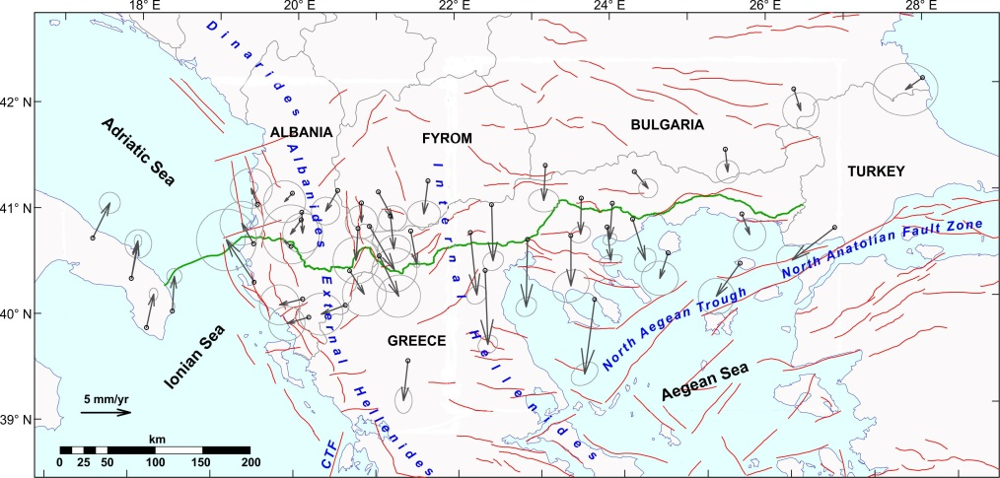 18° E 20° E 22° E 24° E 26° E 28° E
42° N
41° N
40° N
39° N
Dinarides
Adriatic Sea
ALBANIA
Albanides
FYROM
BULGARIA
TURKEY
Internal
External
North Anatolian Fault Zone
North Aegean Trough
GREECE
Ionian Sea
Hellenides
Hellenides
Aegean Sea
CTF
5 mm/yr
km
0 25 50 100 150 200